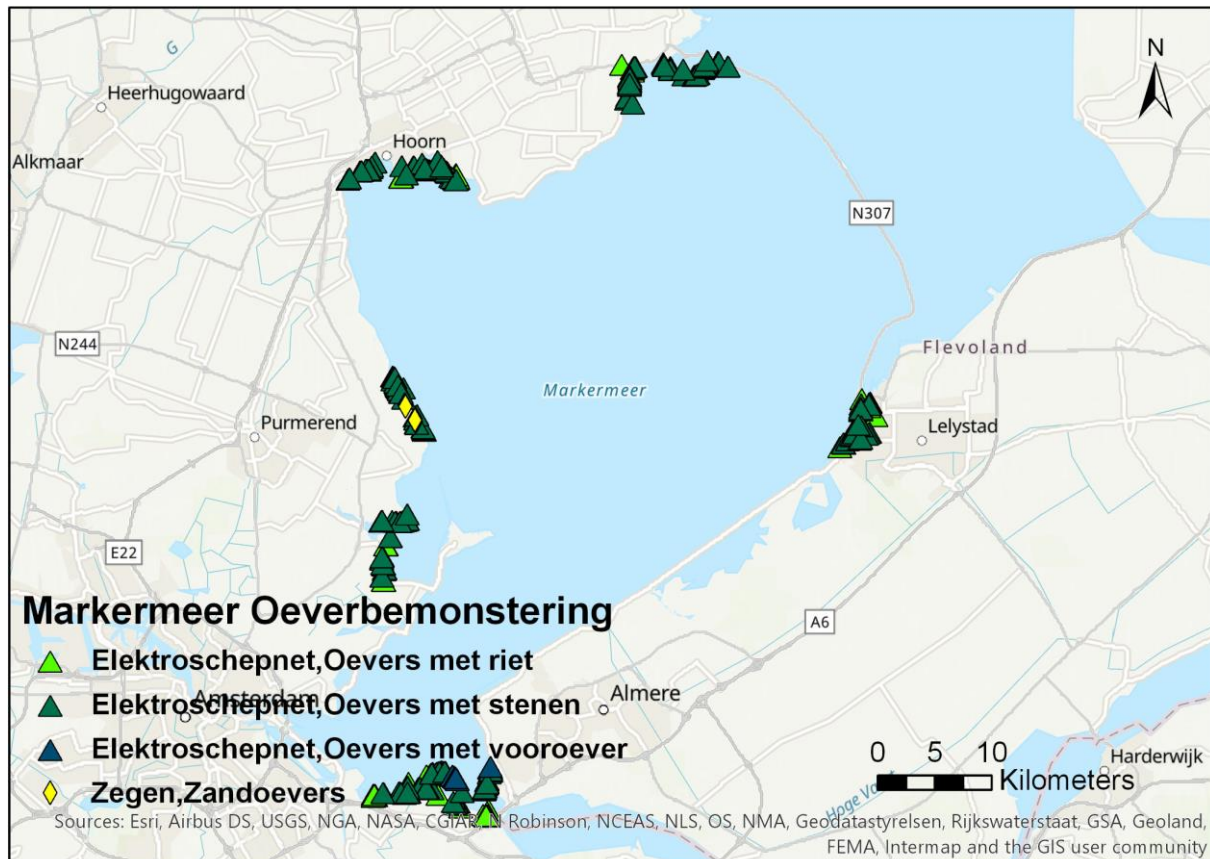 G
N
Heerhugowaard
Hoorn
Alkmaar
N307
N244
Flevoland
Markermeer
Purmerend
Lelystad
E22
Markermeer Oeverbemonstering
A6
Elektroschepnet,Oevers met riet
Amsterdam
Almere
Elektroschepnet,Oevers met stenen
Elektroschepnet,Oevers met vooroever
0 5 10
Kilometers
Harderwijk
Zegen,Zandoevers
Hoge Va
Sources: Esri, Airbus DS, USGS, NGA, NASA, CGIAR, N Robinson, NCEAS, NLS, OS, NMA, Geodatastyrelsen, Rijkswaterstaat, GSA, Geoland,
FEMA, Intermap and the GIS user community